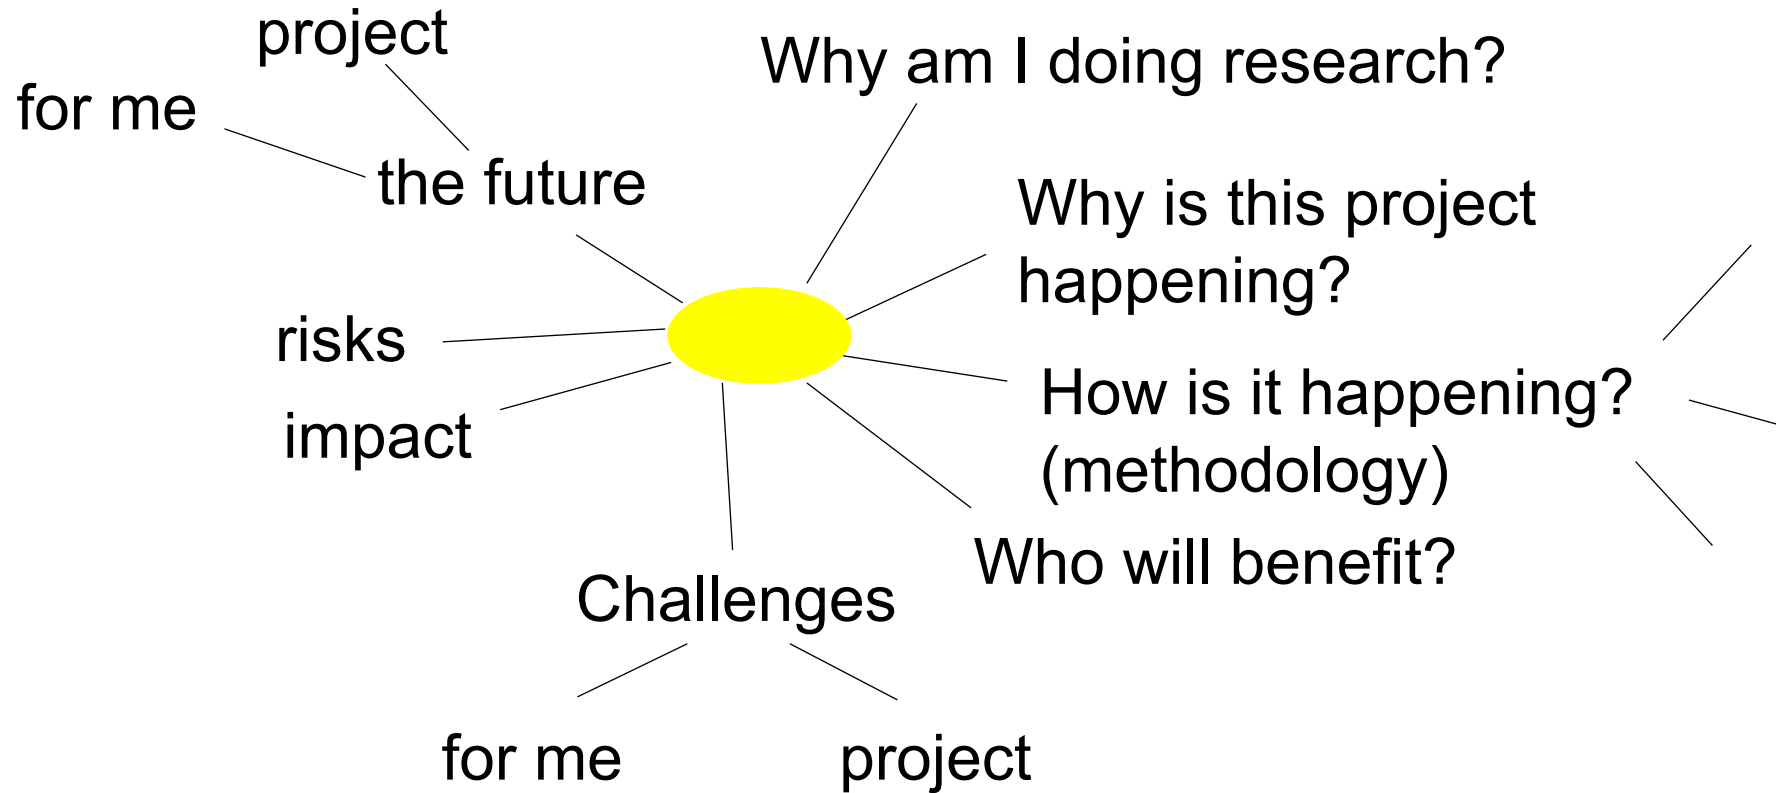 project
for me
the future
Why am I doing research?
Why is this project
happening?
risks
impact
How is it happening?
(methodology)
Who will benefit?
Challenges
for me
project